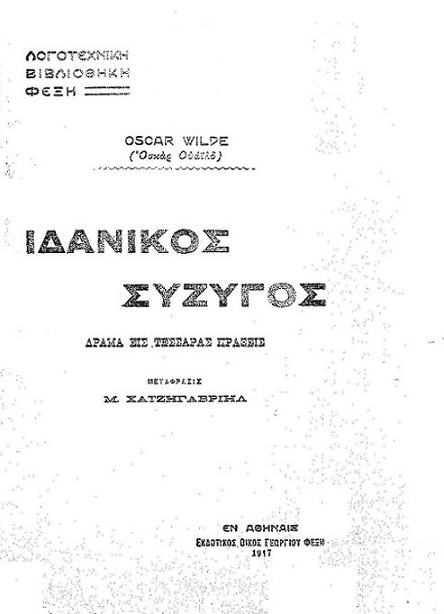 ΛΟΓΟΤΕΧΝΙΚΗ
ΒΙΒΛΙΟΘΗΚΗ
ΦΕΞΗ
OSCAR WILDE
(Ὀσκὰρ Οὐάϊλδ)
ΙΔΑΝΙΚΟΣ
ΣΥΖΥΓΟΣ
ΔΡΑΜΑ ΕΙΣ ΤΕΣΣΑΡΑΣ ΠΡΑΞΕΙΣ
ΜΕΤΑΦΡΑΣΙΣ
Μ. ΧΑΤΖΗΓΑΒΡΙΗΛ
ΕΝ ΑΘΗΝΑΙΣ
ΕΚΔΟΤΙΚΟΣ ΟΙΚΟΣ ΓΕΩΡΓΙΟΥ ΦΕΞΗ
1917